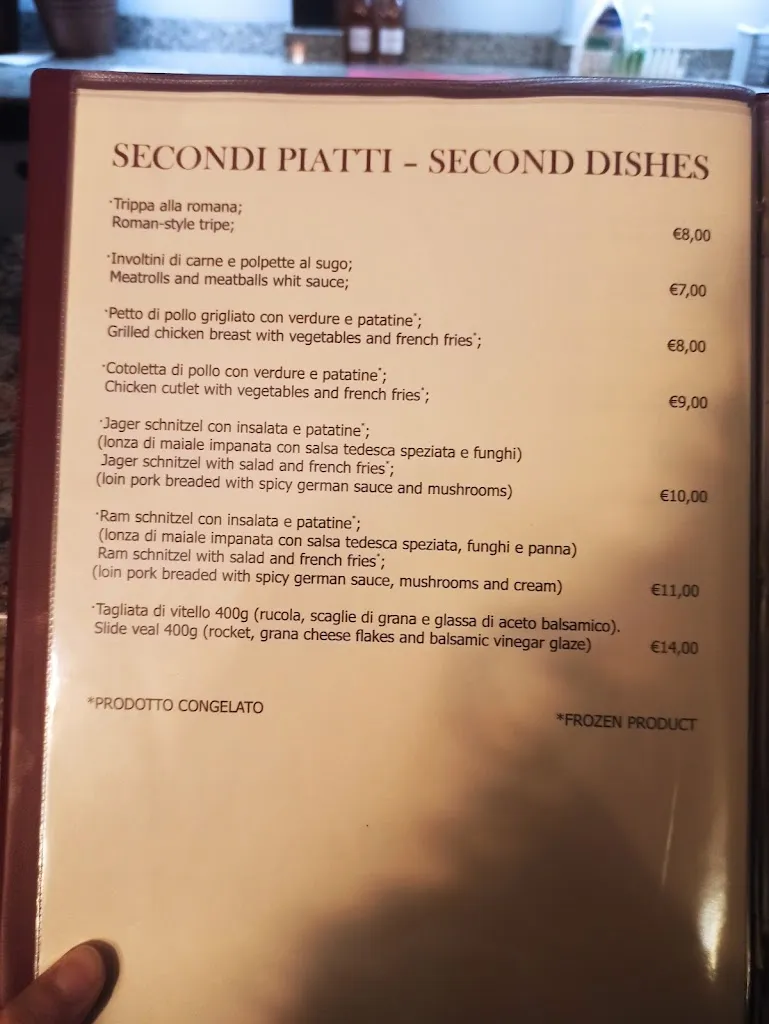 SECONDI PIATTI – SECOND DISHES
·Trippa alla romana;
Roman-style tripe;
€8,00
·Involtini di carne e polpette al sugo;
Meatrolls and meatballs whit sauce;
€7,00
·Petto di pollo grigliato con verdure e patatine*;
Grilled chicken breast with vegetables and french fries*;
€8,00
·Cotoletta di pollo con verdure e patatine*;
Chicken cutlet with vegetables and french fries*;
€9,00
·Jager schnitzel con insalata e patatine*;
(lonza di maiale impanata con salsa tedesca speziata e funghi)
Jager schnitzel with salad and french fries*;
(loin pork breaded with spicy german sauce and mushrooms)
€10,00
·Ram schnitzel con insalata e patatine*;
(lonza di maiale impanata con salsa tedesca speziata, funghi e panna)
Ram schnitzel with salad and french fries*;
(loin pork breaded with spicy german sauce, mushrooms and cream)
€11,00
·Tagliata di vitello 400g (rucola, scaglie di grana e glassa di aceto balsamico).
Slide veal 400g (rocket, grana cheese flakes and balsamic vinegar glaze)
€14,00
*PRODOTTO CONGELATO
*FROZEN PRODUCT